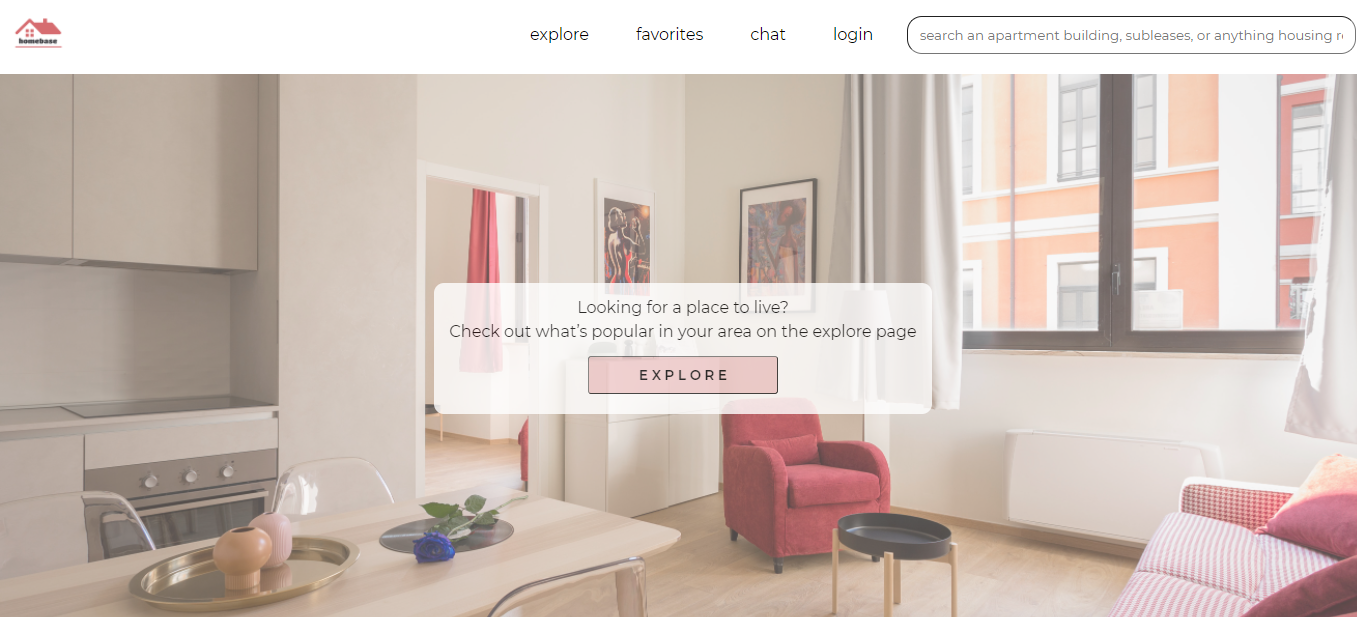 homebase
explore favorites chat login search an apartment building, subleases, or anything housing r
Looking for a place to live?
Check out what's popular in your area on the explore page
EXPLORE